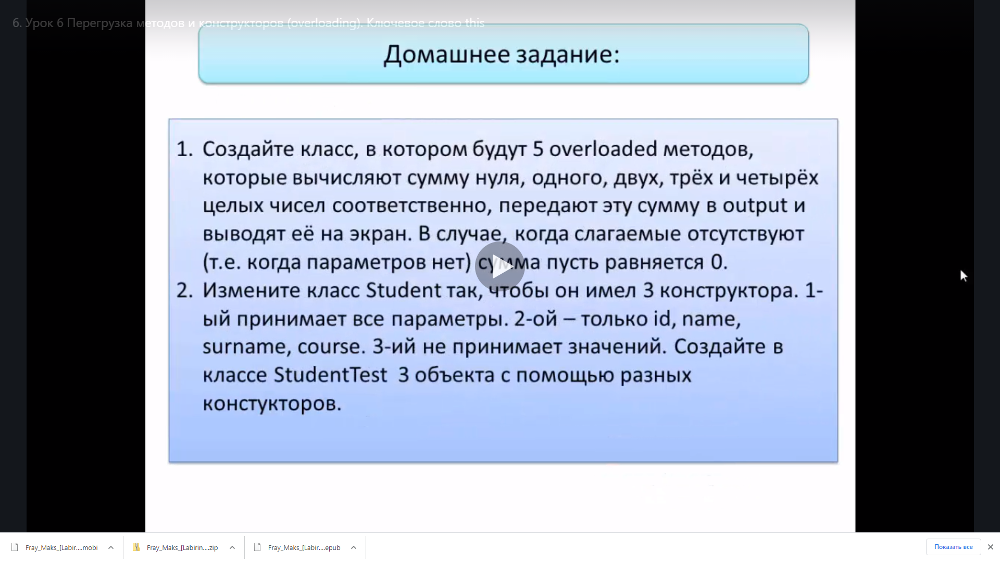 6. Урок 6 Перегрузка методов и конструкторов (overloading). Ключевое слово this
Домашнее задание:
1. Создайте класс, в котором будут 5 overloaded методов,
которые вычисляют сумму нуля, одного, двух, трёх и четырёх
целых чисел соответственно, передают эту сумму в output и
выводят её на экран. В случае, когда слагаемые отсутствуют
(т.е. когда параметров нет) сумма пусть равняется 0.
2. Измените класс Student так, чтобы он имел 3 конструктора. 1-
ый принимает все параметры. 2-ой – только id, name,
surname, course. 3-ий не принимает значений. Создайте в
классе StudentTest 3 объекта с помощью разных
констукторов.
Fray_Maks_[Labir....mobi
Fray_Maks_[Labirin....zip
Fray_Maks_[Labir....epub
Показать все